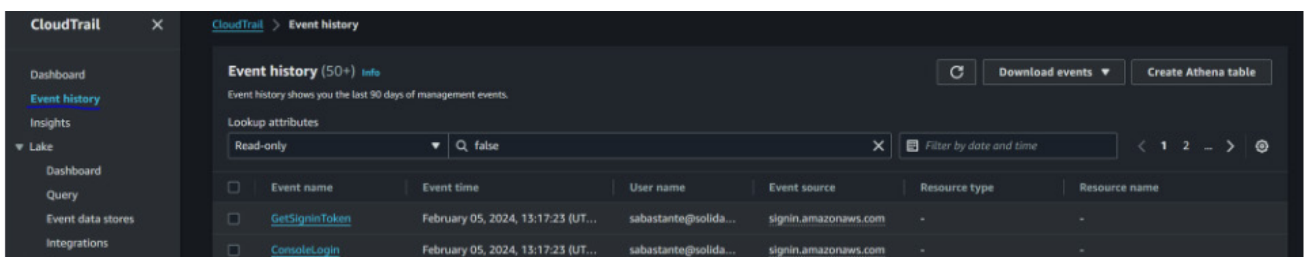 CloudTrail
CloudTrail > Event history
Dashboard
Event history
Insights
Lake
Dashboard
Query
Event data stores
Integrations
Event history (50+) Info
Event history shows you the last 90 days of management events.
Download events
Create Athena table
Lookup attributes
Read-only
false
Filter by date and time
1 2 ...
Event name Event time User name Event source Resource type Resource name
GetSigninToken February 05, 2024, 13:17:23 (UT... sabastante@solida... signin.amazonaws.com - -
ConsoleLogin February 05, 2024, 13:17:23 (UT... sabastante@solida... signin.amazonaws.com - -